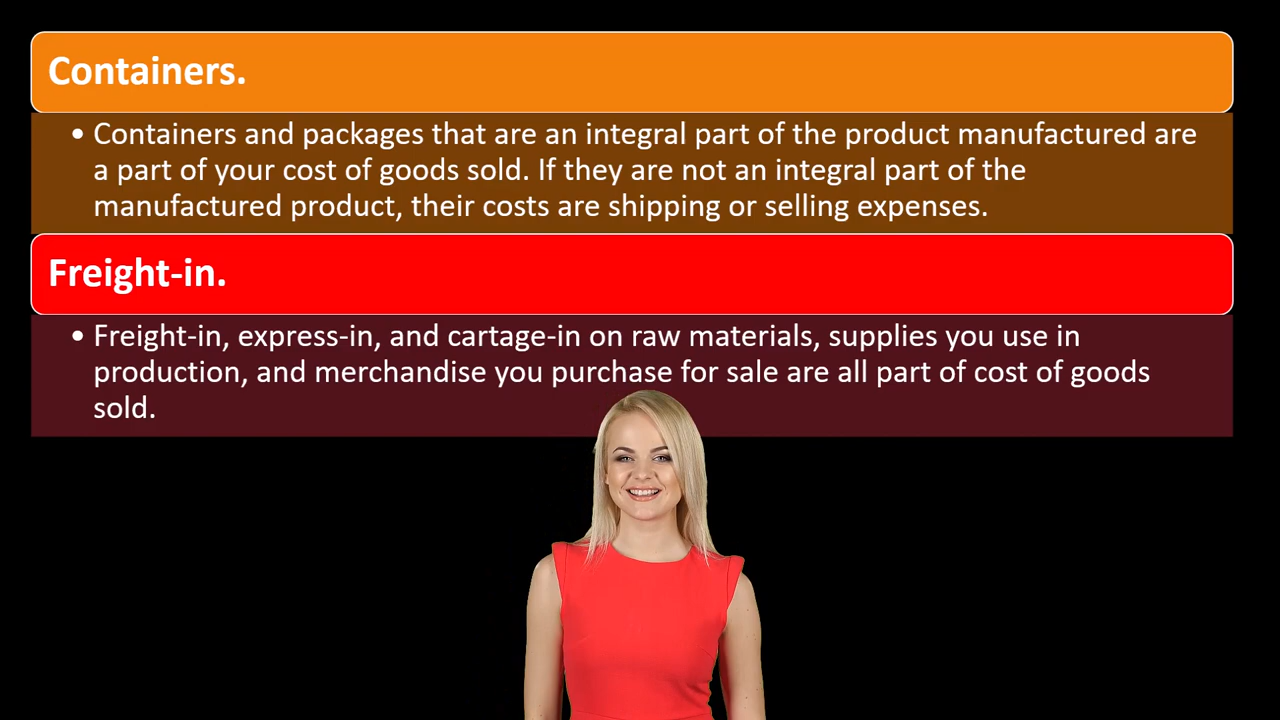 Containers.
• Containers and packages that are an integral part of the product manufactured are
a part of your cost of goods sold. If they are not an integral part of the
manufactured product, their costs are shipping or selling expenses.
Freight-in.
• Freight-in, express-in, and cartage-in on raw materials, supplies you use in
production, and merchandise you purchase for sale are all part of cost of goods
sold.